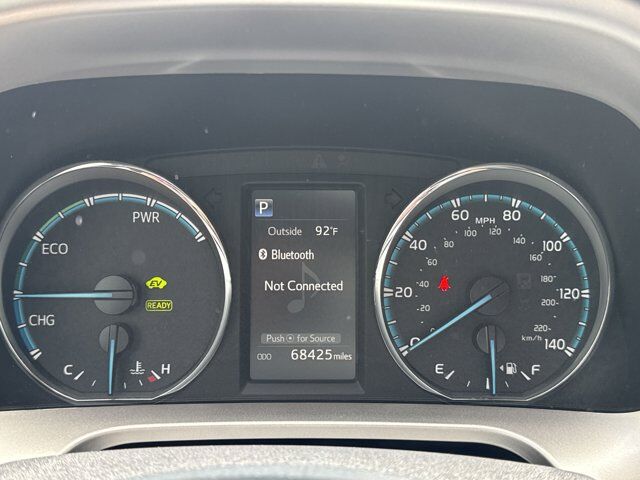 PWR
ECO
CHG
EV
READY
C
H
P
Outside 92°F
Bluetooth
Not Connected
Push for Source
ODO 68425 miles
MPH
0
20
40
60
80
100
120
140
0
20
40
60
80
100
120
140
160
180
200
220
km/h
E
F